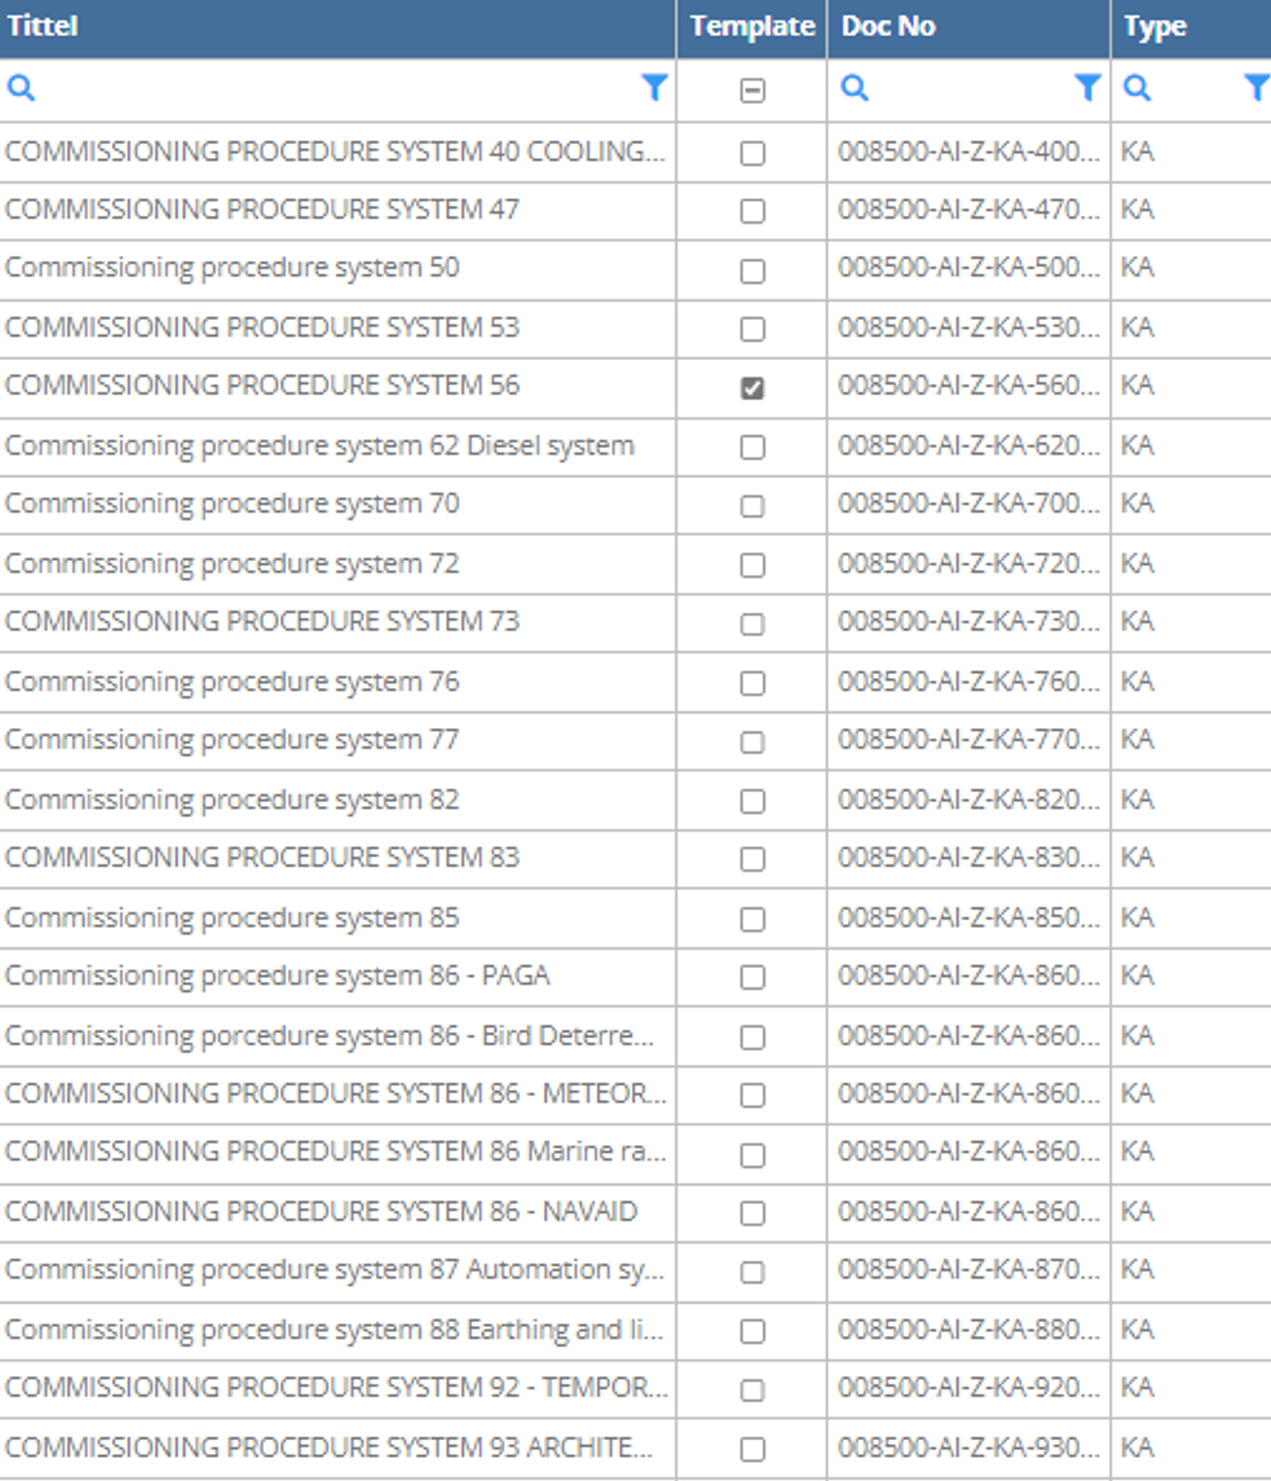 Tittel Template Doc No Type
COMMISSIONING PROCEDURE SYSTEM 40 COOLING... 008500-AI-Z-KA-400... KA
COMMISSIONING PROCEDURE SYSTEM 47 008500-AI-Z-KA-470... KA
Commissioning procedure system 50 008500-AI-Z-KA-500... KA
COMMISSIONING PROCEDURE SYSTEM 53 008500-AI-Z-KA-530... KA
COMMISSIONING PROCEDURE SYSTEM 56 008500-AI-Z-KA-560... KA
Commissioning procedure system 62 Diesel system 008500-AI-Z-KA-620... KA
Commissioning procedure system 70 008500-AI-Z-KA-700... KA
Commissioning procedure system 72 008500-AI-Z-KA-720... KA
COMMISSIONING PROCEDURE SYSTEM 73 008500-AI-Z-KA-730... KA
Commissioning procedure system 76 008500-AI-Z-KA-760... KA
Commissioning procedure system 77 008500-AI-Z-KA-770... KA
Commissioning procedure system 82 008500-AI-Z-KA-820... KA
COMMISSIONING PROCEDURE SYSTEM 83 008500-AI-Z-KA-830... KA
Commissioning procedure system 85 008500-AI-Z-KA-850... KA
Commissioning procedure system 86 - PAGA 008500-AI-Z-KA-860... KA
Commissioning porcedure system 86 - Bird Deterre... 008500-AI-Z-KA-860... KA
COMMISSIONING PROCEDURE SYSTEM 86 - METEOR... 008500-AI-Z-KA-860... KA
COMMISSIONING PROCEDURE SYSTEM 86 Marine ra... 008500-AI-Z-KA-860... KA
COMMISSIONING PROCEDURE SYSTEM 86 - NAVAID 008500-AI-Z-KA-860... KA
Commissioning procedure system 87 Automation sy... 008500-AI-Z-KA-870... KA
Commissioning procedure system 88 Earthing and li... 008500-AI-Z-KA-880... KA
COMMISSIONING PROCEDURE SYSTEM 92 - TEMPOR... 008500-AI-Z-KA-920... KA
COMMISSIONING PROCEDURE SYSTEM 93 ARCHITE... 008500-AI-Z-KA-930... KA